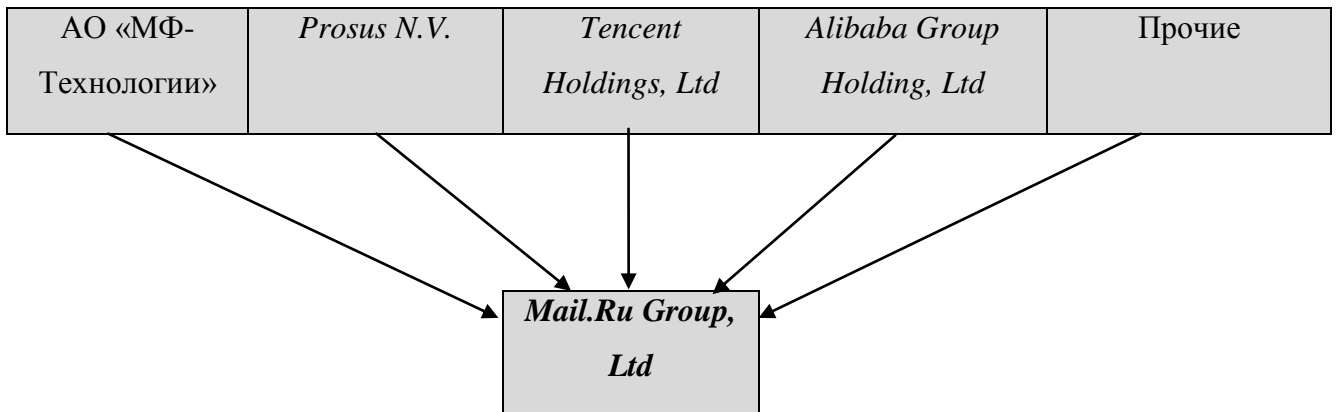 АО «МФ-
Технологии»
Prosus N.V.
Tencent
Holdings, Ltd
Alibaba Group
Holding, Ltd
Прочие
Mail.Ru Group,
Ltd